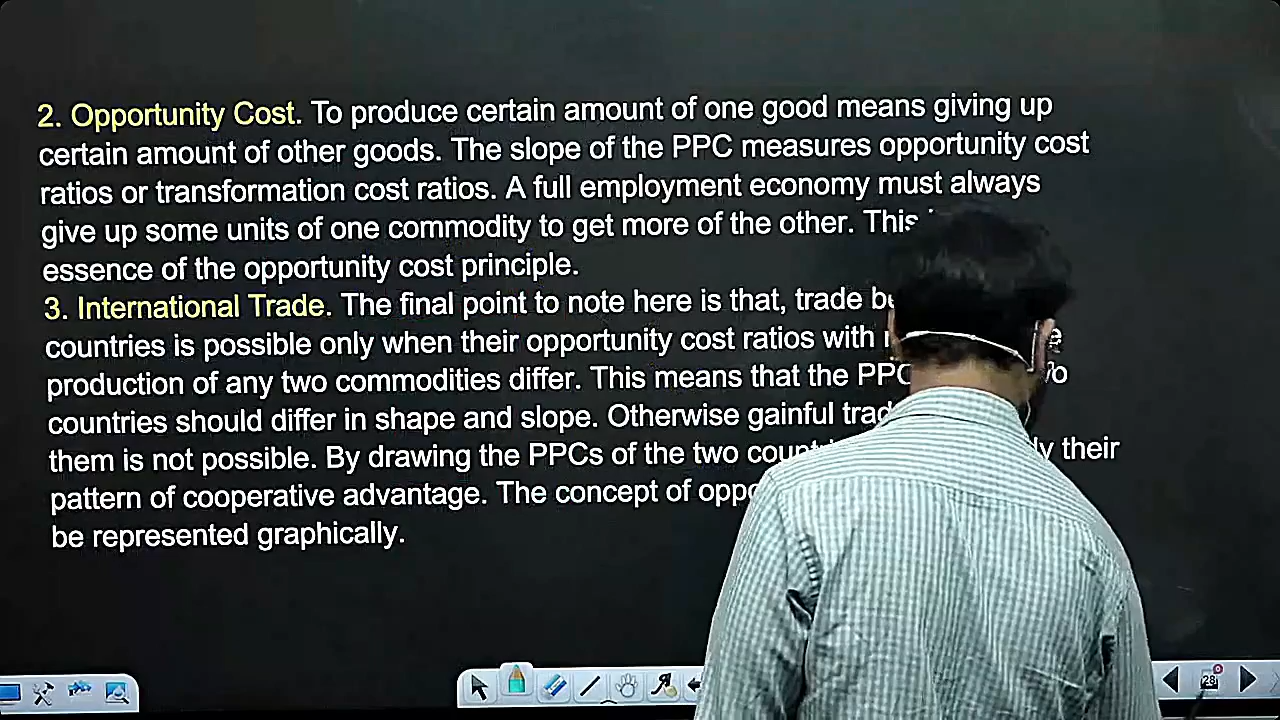 2. Opportunity Cost. To produce certain amount of one good means giving up
certain amount of other goods. The slope of the PPC measures opportunity cost
ratios or transformation cost ratios. A full employment economy must always
give up some units of one commodity to get more of the other. This
essence of the opportunity cost principle.
3. International Trade. The final point to note here is that, trade
countries is possible only when their opportunity cost ratios with
production of any two commodities differ. This means that the
countries should differ in shape and slope. Otherwise gainful
them is not possible. By drawing the PPCs of the two their
pattern of cooperative advantage. The concept of
be represented graphically.
28